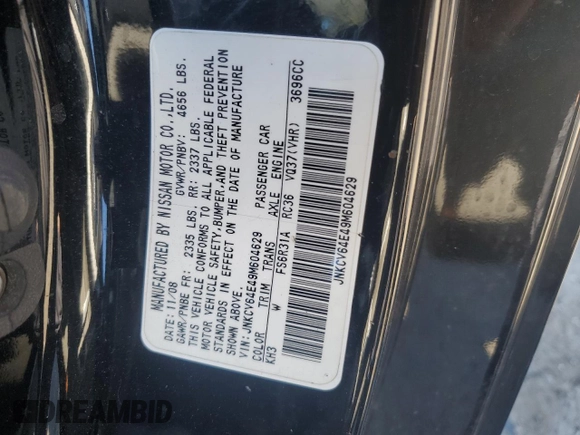 MANUFACTURED BY NISSAN MOTOR CO.,LTD.
DATE: 11/08 GVWR/PNBV: 4656 LBS.
GAWR/PNBE FR: 2335 LBS. RR: 2337 LBS.
THIS VEHICLE CONFORMS TO ALL APPLICABLE FEDERAL
MOTOR VEHICLE SAFETY,BUMPER,AND THEFT PREVENTION
STANDARDS IN EFFECT ON THE DATE OF MANUFACTURE
SHOWN ABOVE.
VIN: JNKCV64E49M604629 PASSENGER CAR
COLOR TRIM TRANS AXLE ENGINE
KH3 W FS6R31A RC36 VQ37(VHR) 3696CC
JNKCV64E49M604629
DREAMBID